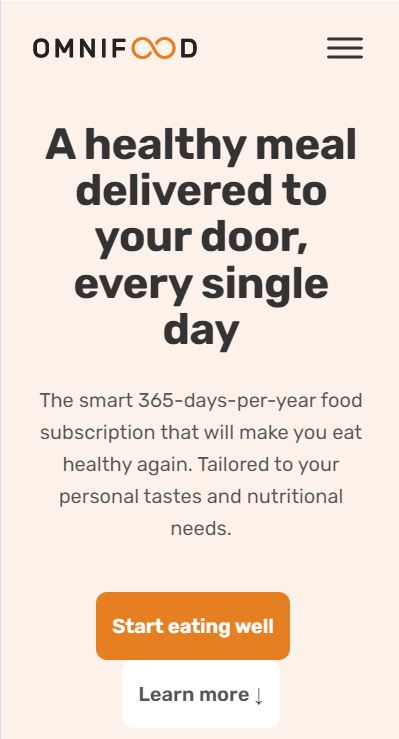 OMNIFOOD
A healthy meal
delivered to
your door,
every single
day
The smart 365-days-per-year food
subscription that will make you eat
healthy again. Tailored to your
personal tastes and nutritional
needs.
Start eating well
Learn more ↓